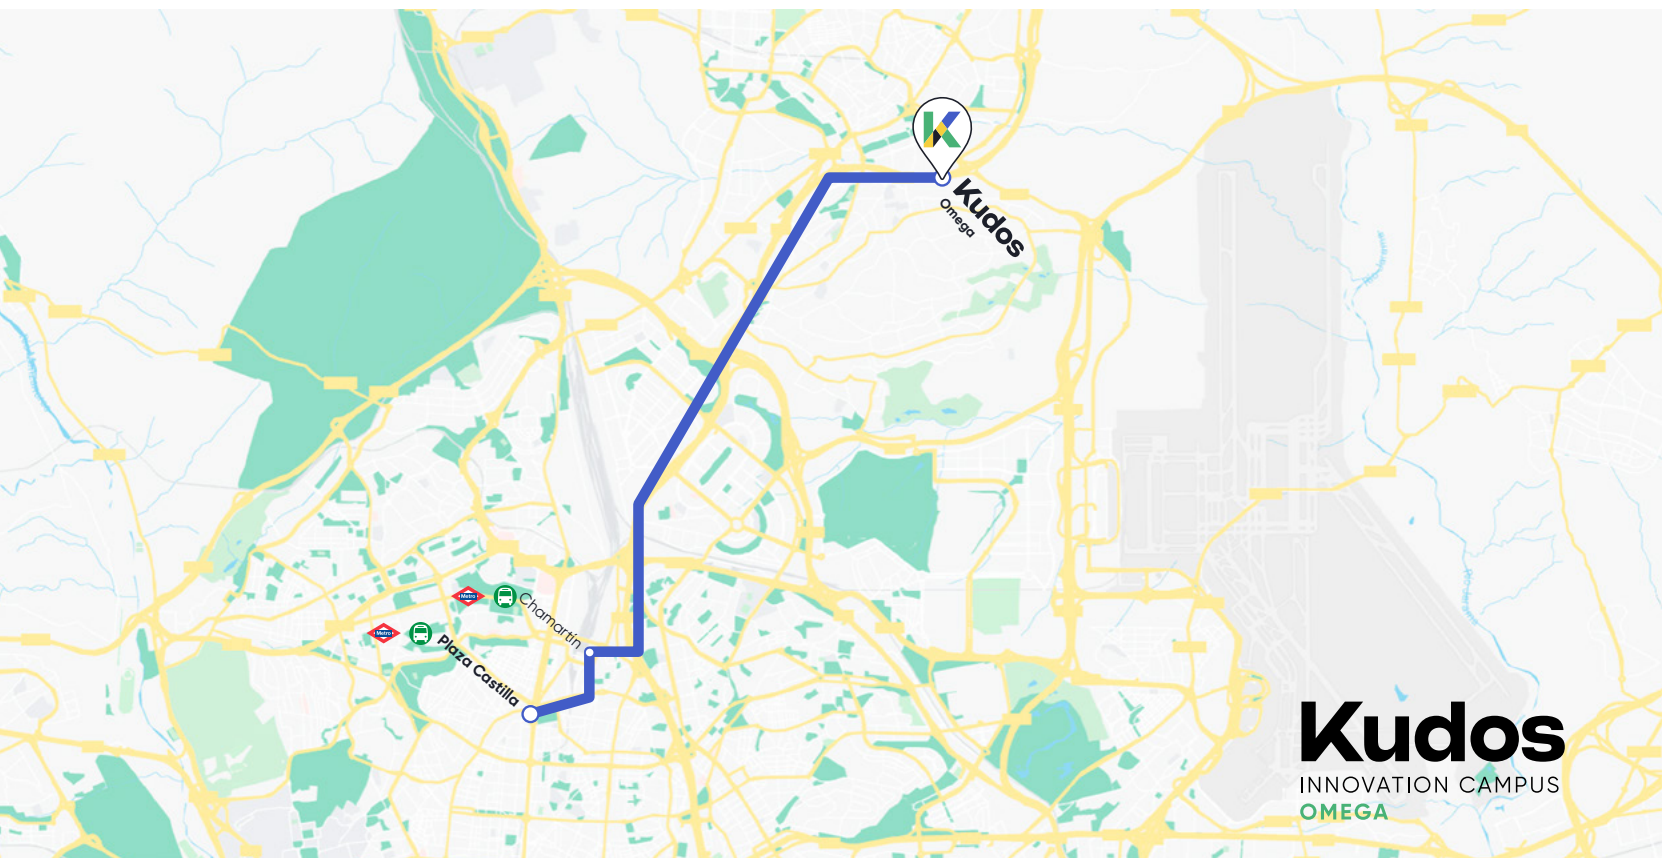 Kudos
Omega
Metro
Chamartín
Metro
Plaza Castilla
Kudos
INNOVATION CAMPUS
OMEGA